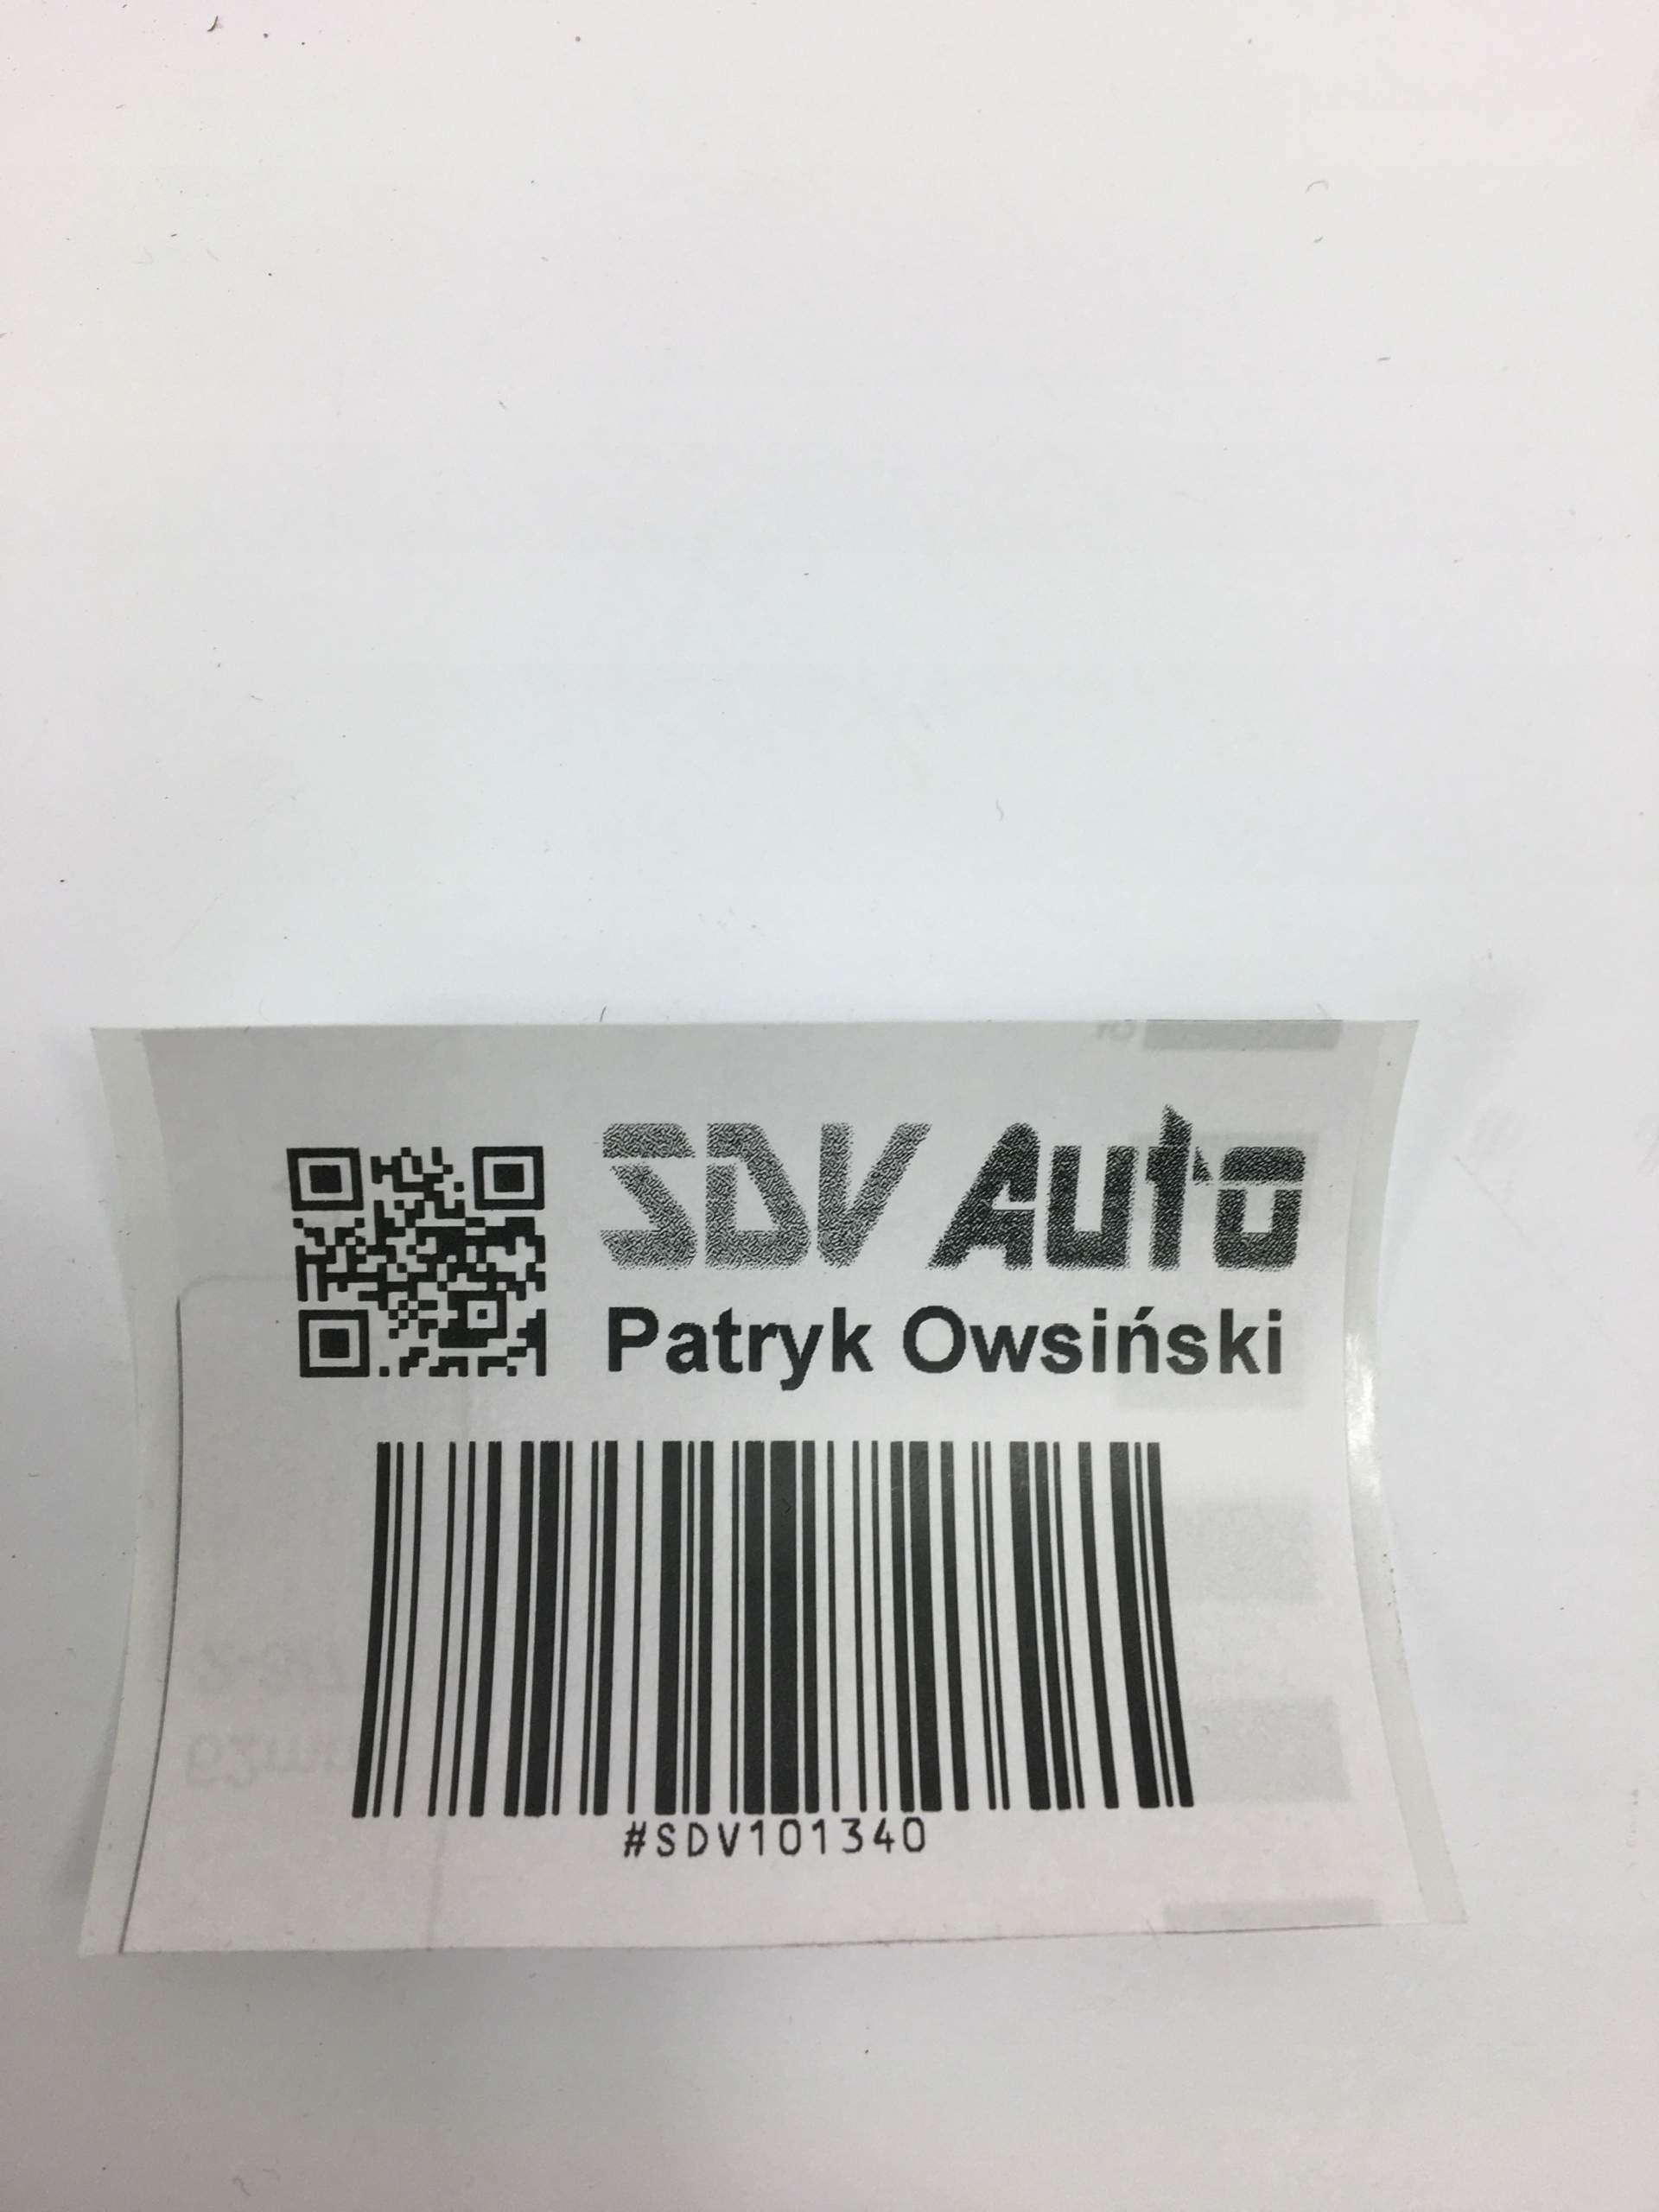 SDV Auto
Patryk Owsiński
#SDV101340